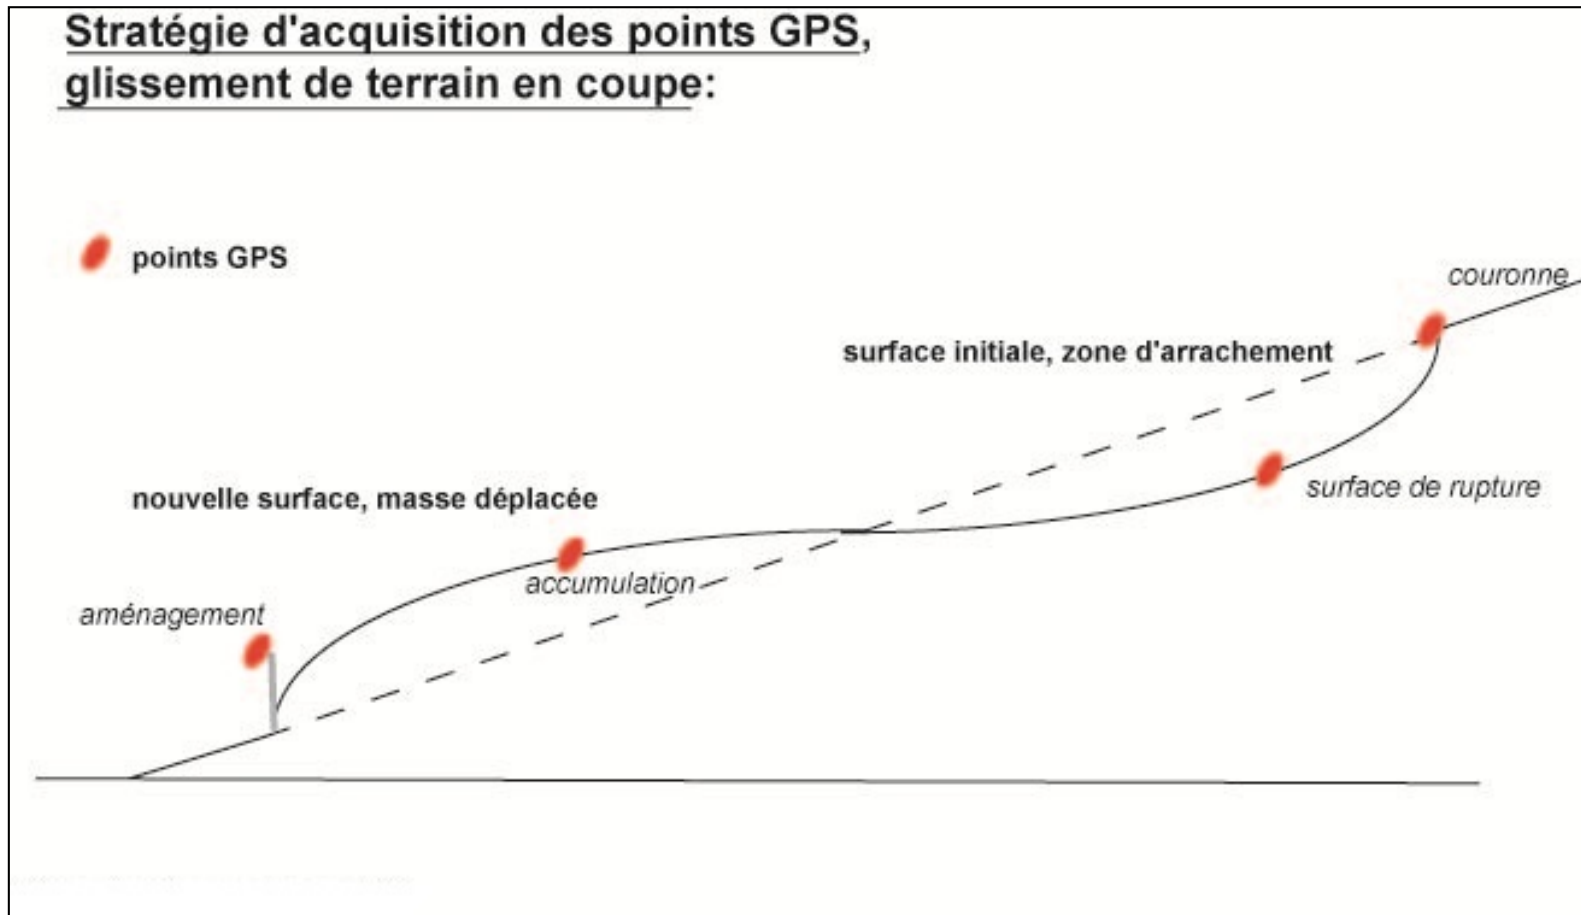 Stratégie d'acquisition des points GPS,
glissement de terrain en coupe:
points GPS
couronne
surface initiale, zone d'arrachement
surface de rupture
nouvelle surface, masse déplacée
accumulation
aménagement